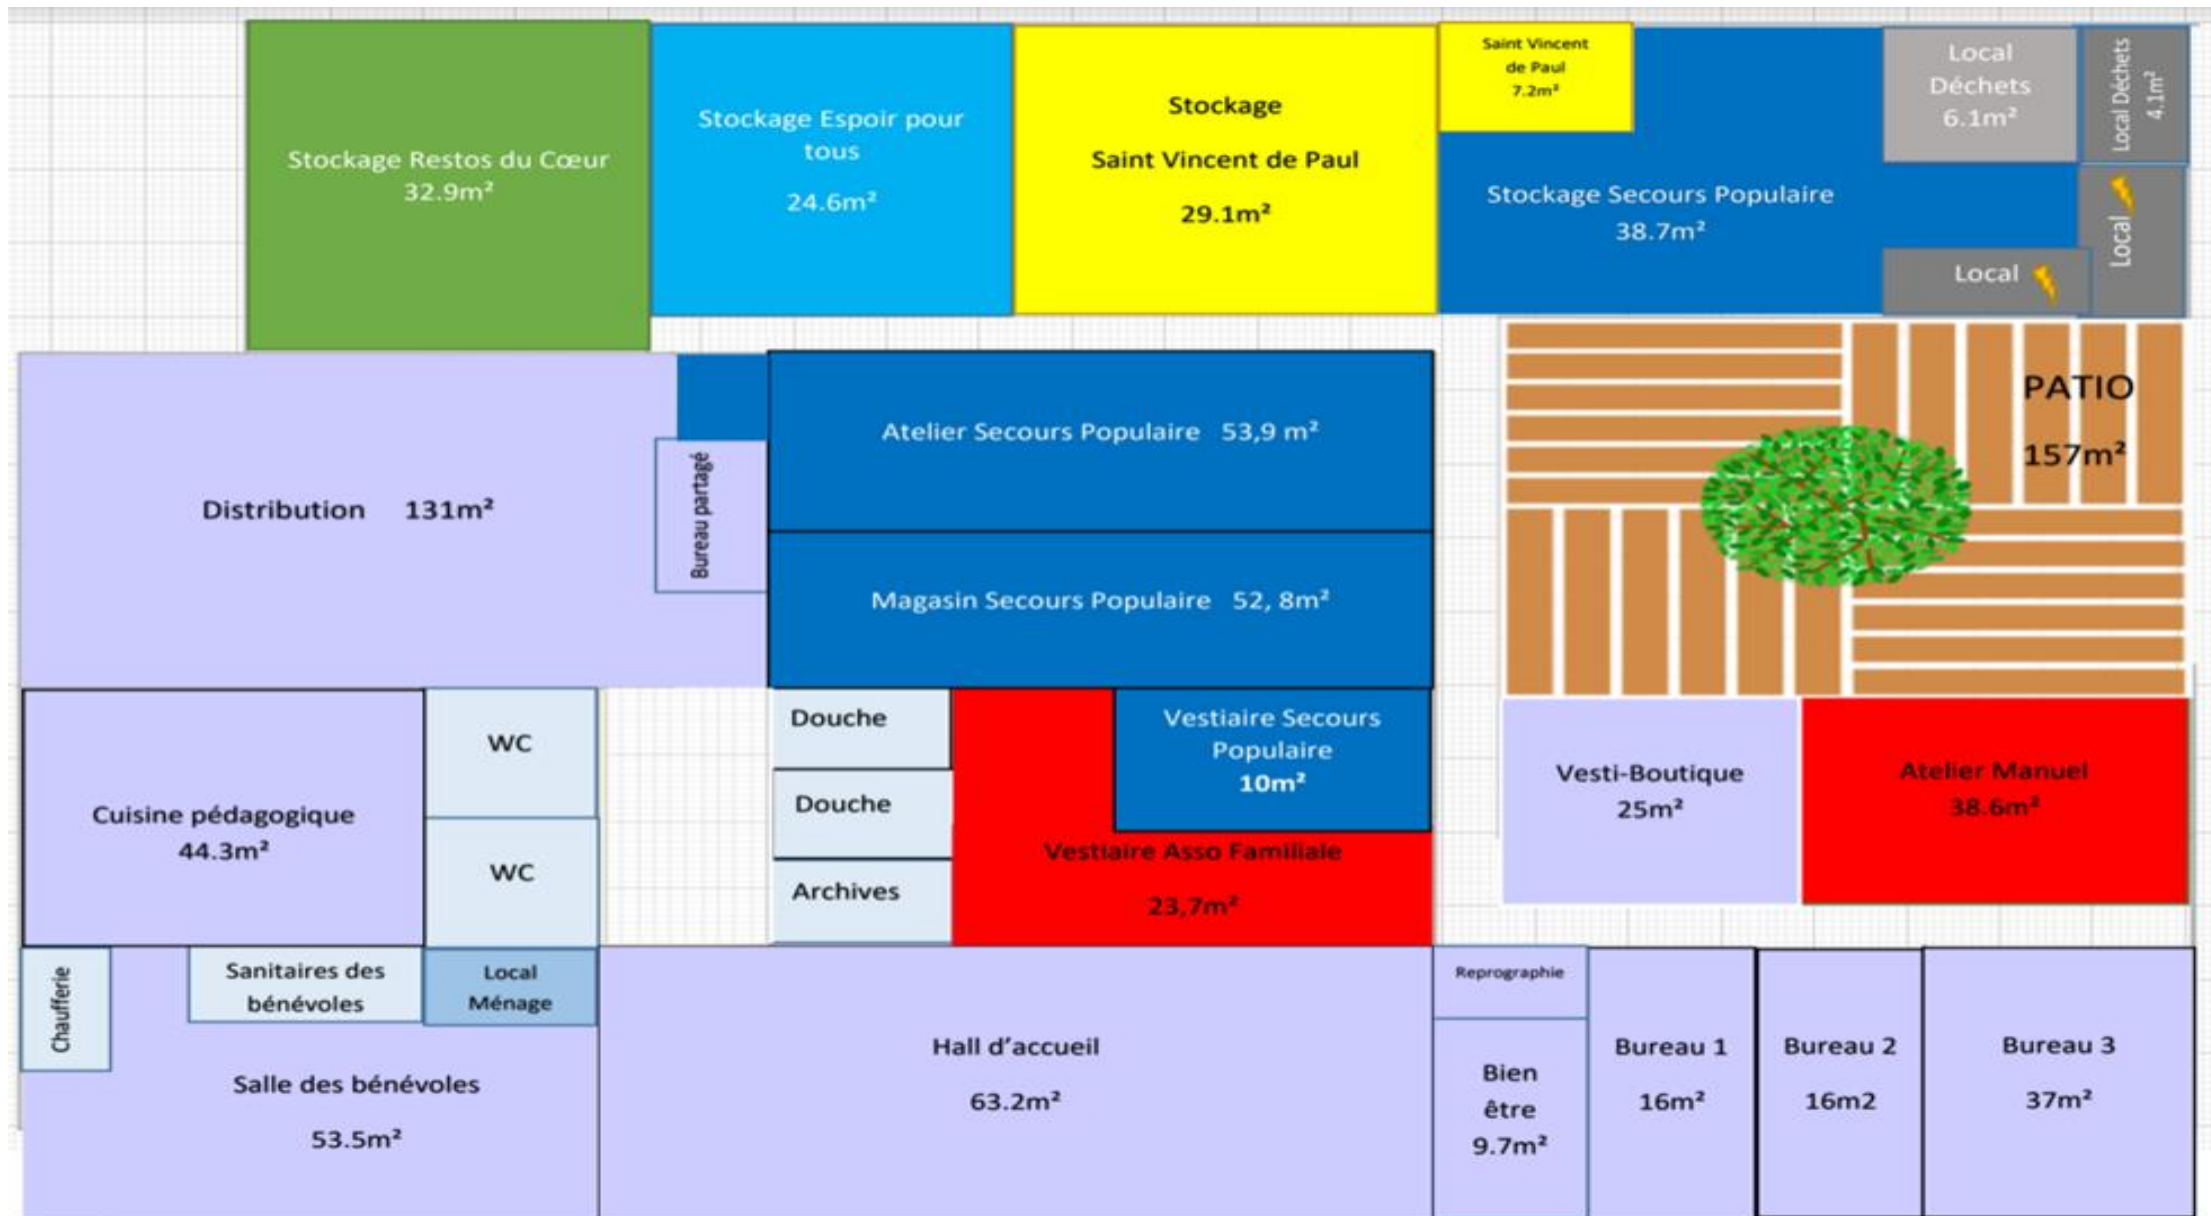 Stockage Restos du Cœur
32.9m²
Stockage Espoir pour
tous
24.6m²
Stockage
Saint Vincent de Paul
29.1m²
Saint Vincent
de Paul
7.2m²
Stockage Secours Populaire
38.7m²
Local
Déchets
6.1m²
Local Déchets
4.1m²
Local
Local
Distribution 131m²
Bureau partagé
Atelier Secours Populaire 53,9 m²
Magasin Secours Populaire 52, 8m²
PATIO
157m²
Cuisine pédagogique
44.3m²
WC
WC
Douche
Douche
Archives
Vestiaire Secours
Populaire
10m²
Vestiaire Asso Familiale
23,7m²
Vesti-Boutique
25m²
Atelier Manuel
38.6m²
Chaufferie
Sanitaires des
bénévoles
Local
Ménage
Salle des bénévoles
53.5m²
Hall d’accueil
63.2m²
Reprographie
Bien
être
9.7m²
Bureau 1
16m²
Bureau 2
16m2
Bureau 3
37m²